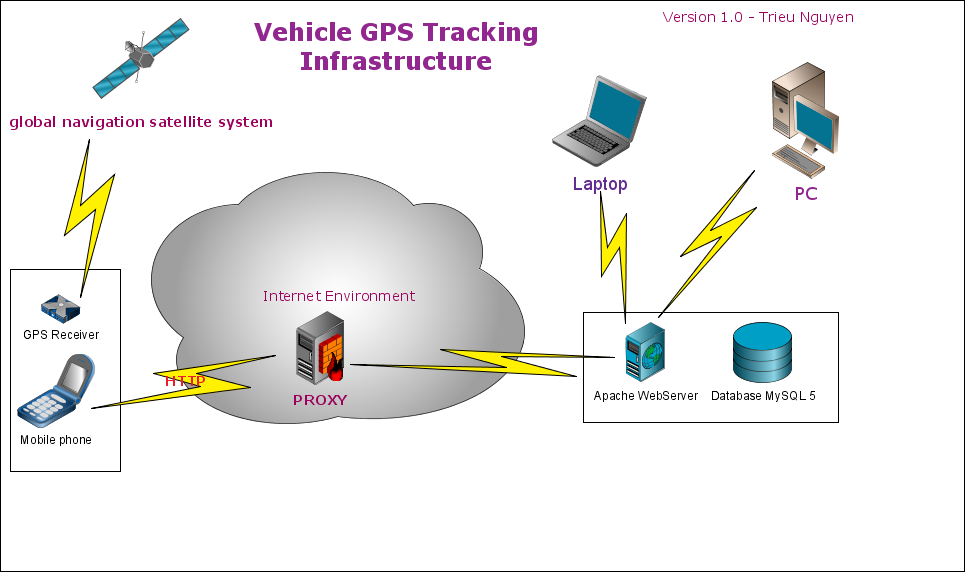 Version 1.0 - Trieu Nguyen
Vehicle GPS Tracking
Infrastructure
global navigation satellite system
Laptop
PC
Internet Environment
GPS Receiver
HTTP
PROXY
Apache WebServer
Database MySQL 5
Mobile phone